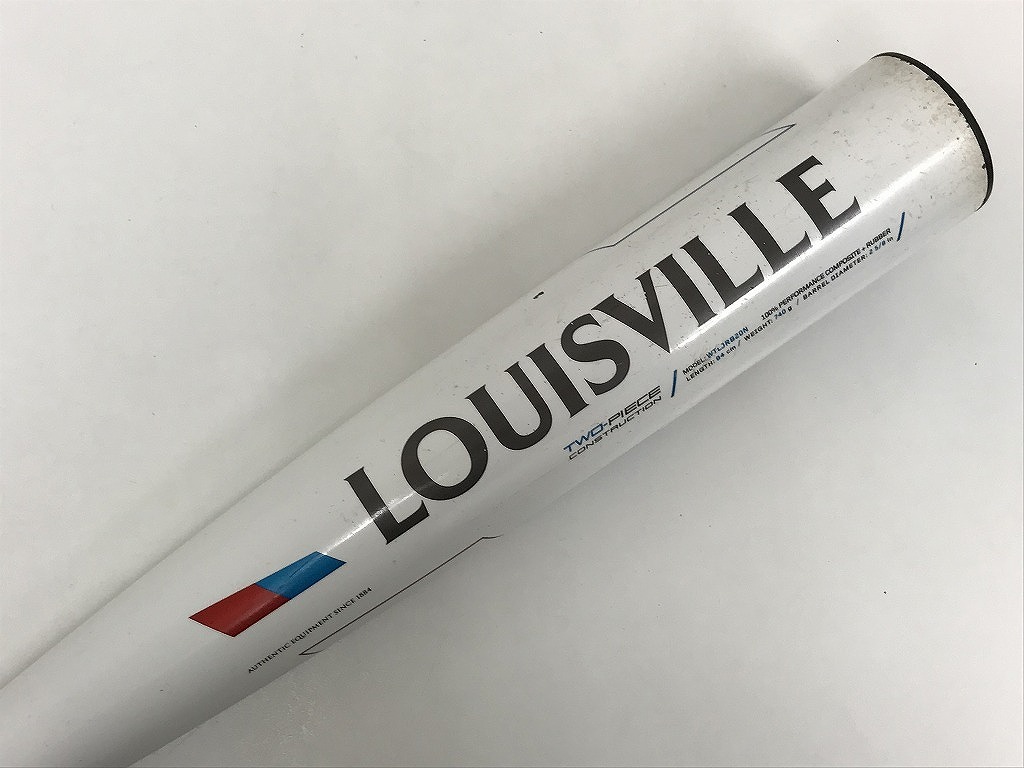 LOUISVILLE
TWO-PIECE
CONSTRUCTION
MODEL: WTLJRB20N 100% PERFORMANCE COMPOSITE + RUBBER
LENGTH: 84 cm / WEIGHT: 740 g / BARREL DIAMETER: 2 5/8 in
AUTHENTIC EQUIPMENT SINCE 1884